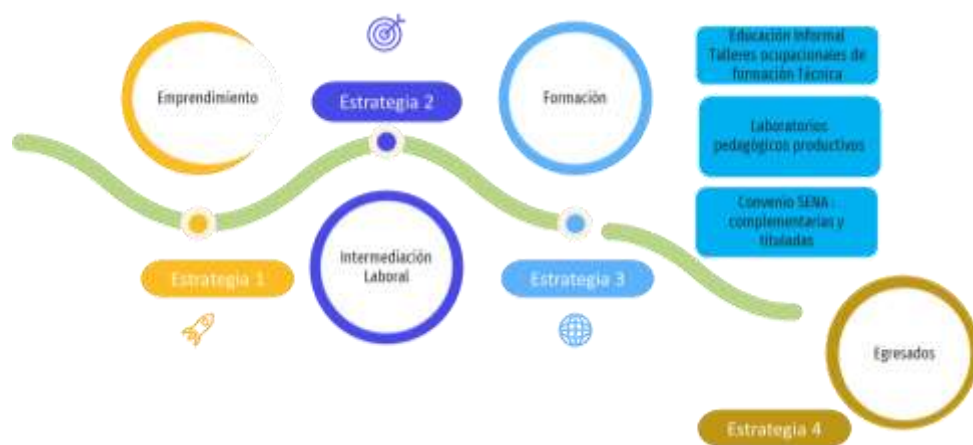 Emprendimiento
Estrategia 1
Estrategia 2
Intermediación
Laboral
Formación
Estrategia 3
Educación Informal
Talleres ocupacionales de
formación Técnica
Laboratorios
pedagógicos productivos
Convenio SENA :
complementarias y
tituladas
Egresados
Estrategia 4